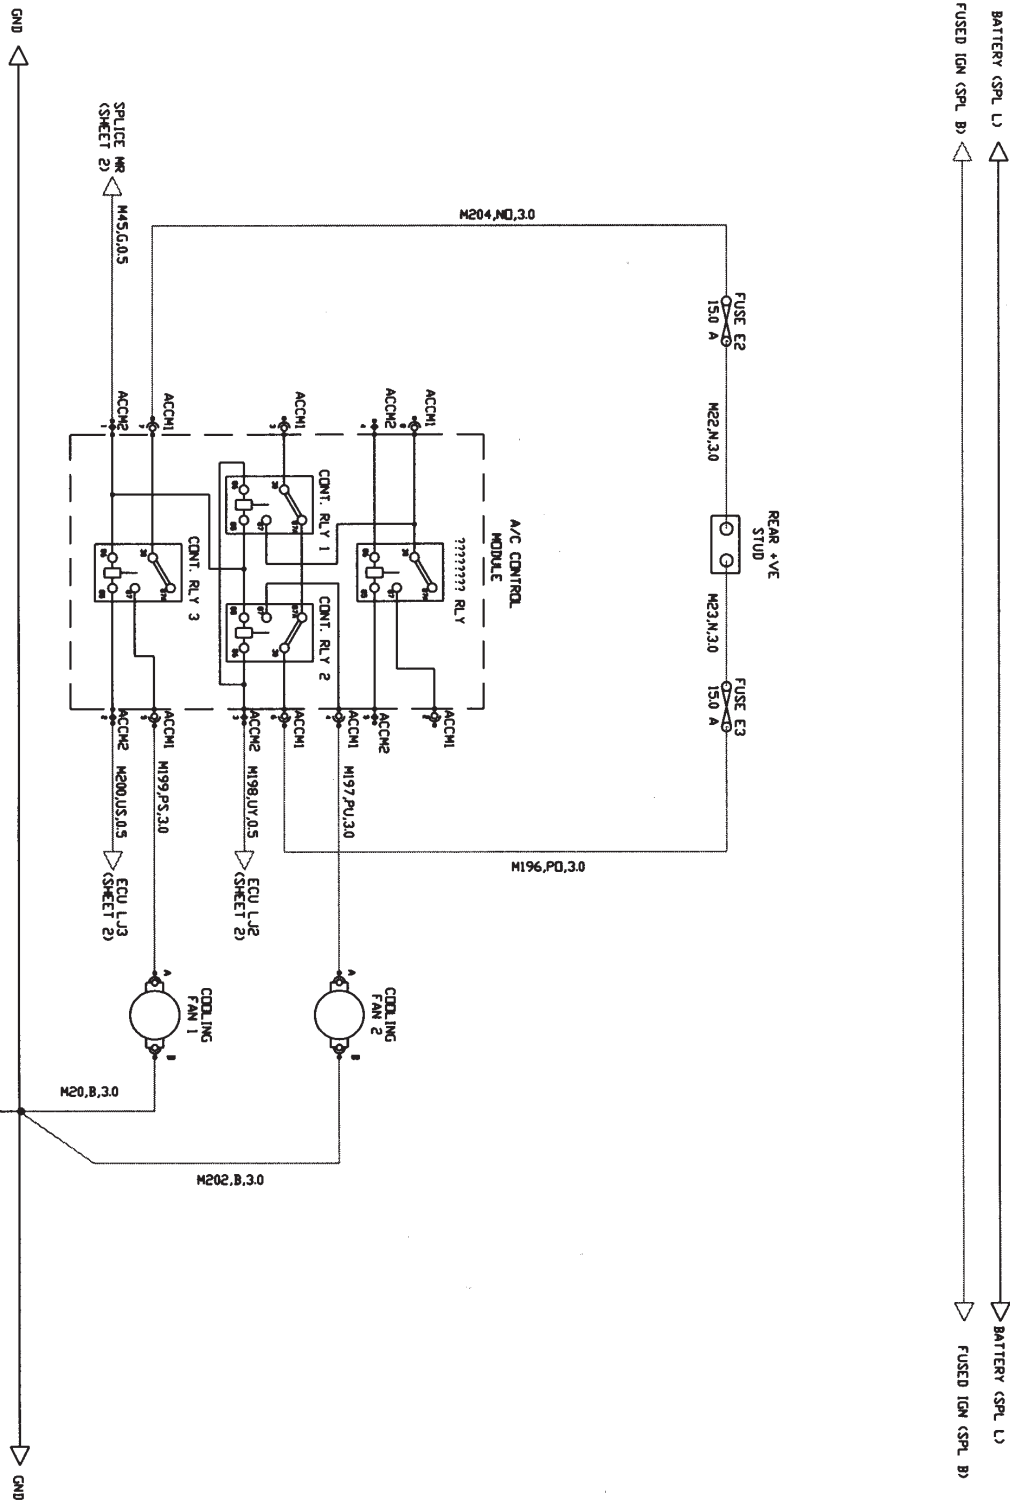 BATTERY (SPL L)
BATTERY (SPL L)
FUSED IGN (SPL B)
FUSED IGN (SPL B)
FUSE E2
15.0 A
M22,N,3.0
REAR +VE
STUD
M23,N,3.0
FUSE E3
15.0 A
M204,NO,3.0
M196,PO,3.0
A/C CONTROL
MODULE
??????? RLY
ACCM1
ACCM2
ACCM1
ACCM2
CONT. RLY 1
CONT. RLY 2
ACCM1
ACCM1
M197,PU,3.0
ACCM1
ACCM2
M198,UY,0.5
ECU LJ2
(SHEET 2)
COOLING
FAN 2
A
B
CONT. RLY 3
ACCM1
ACCM1
M199,PS,3.0
COOLING
FAN 1
A
B
SPLICE MR
(SHEET 2)
M45,G,0.5
ACCM2
ACCM2
M200,US,0.5
ECU LJ3
(SHEET 2)
M20,B,3.0
M202,B,3.0
GND
GND